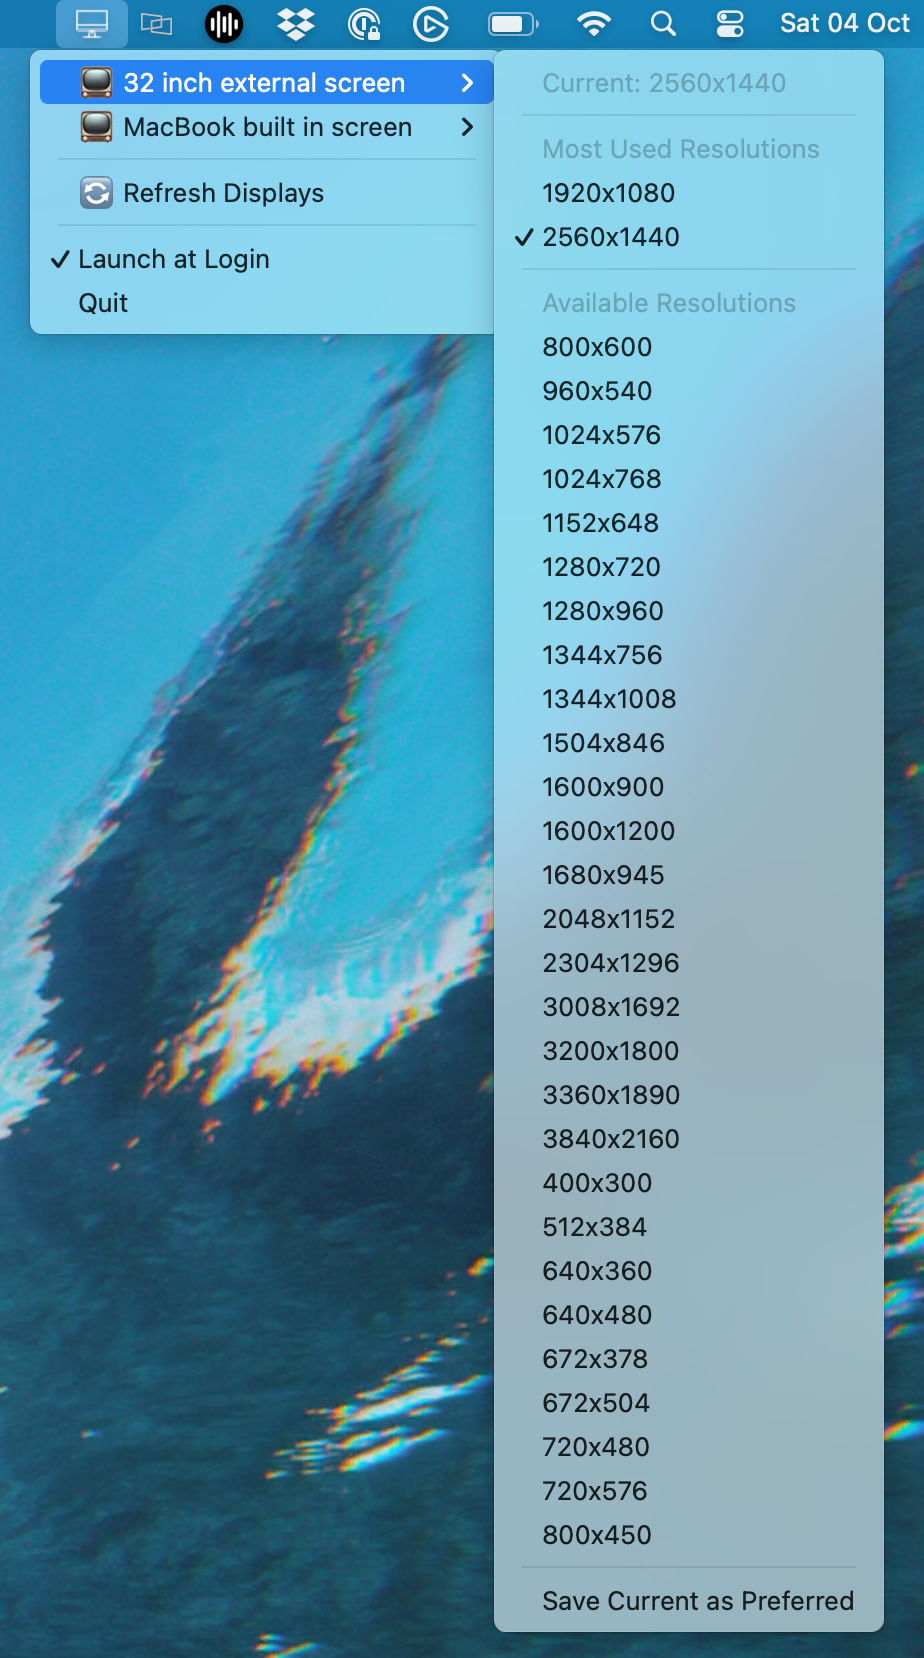 Sat 04 Oct
32 inch external screen
MacBook built in screen
Refresh Displays
Launch at Login
Quit
Current: 2560x1440
Most Used Resolutions
1920x1080
2560x1440
Available Resolutions
800x600
960x540
1024x576
1024x768
1152x648
1280x720
1280x960
1344x756
1344x1008
1504x846
1600x900
1600x1200
1680x945
2048x1152
2304x1296
3008x1692
3200x1800
3360x1890
3840x2160
400x300
512x384
640x360
640x480
672x378
672x504
720x480
720x576
800x450
Save Current as Preferred